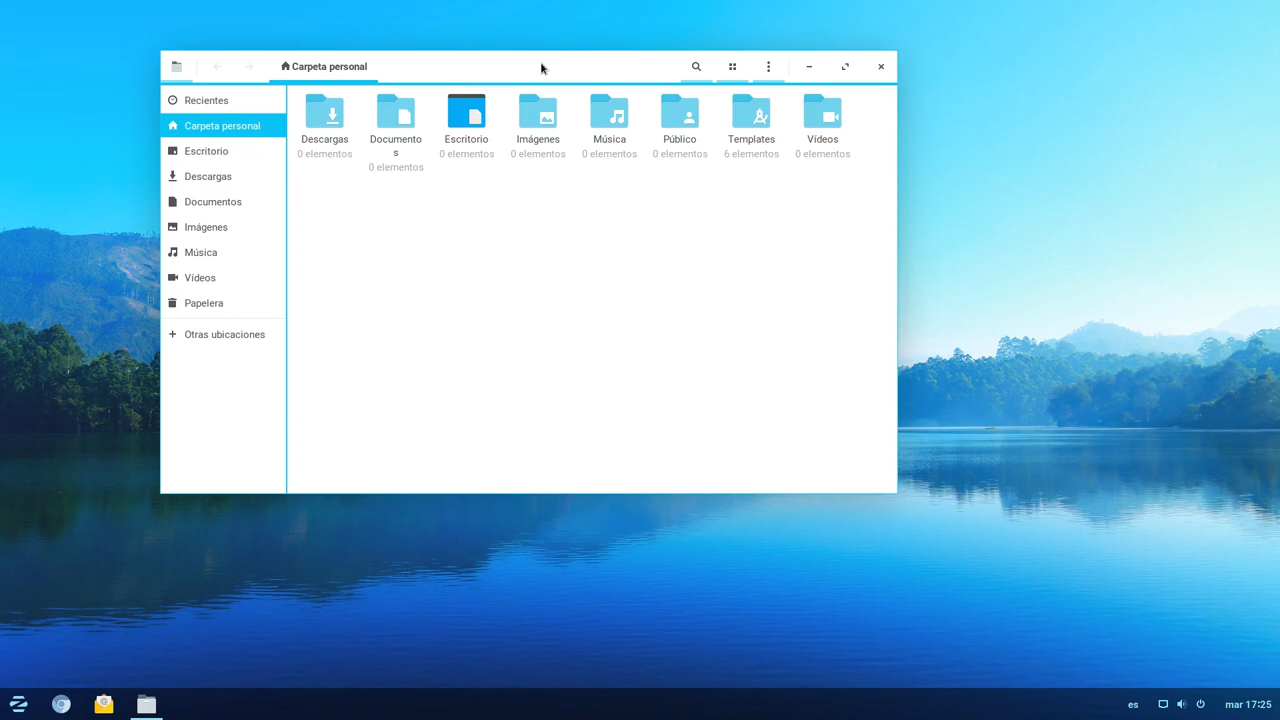 Carpeta personal
Recientes
Carpeta personal
Escritorio
Descargas
Documentos
Imágenes
Música
Vídeos
Papelera
Otras ubicaciones
Descargas
0 elementos
Documento
s
0 elementos
Escritorio
0 elementos
Imágenes
0 elementos
Música
0 elementos
Público
0 elementos
Templates
6 elementos
Vídeos
0 elementos
es
mar 17:25